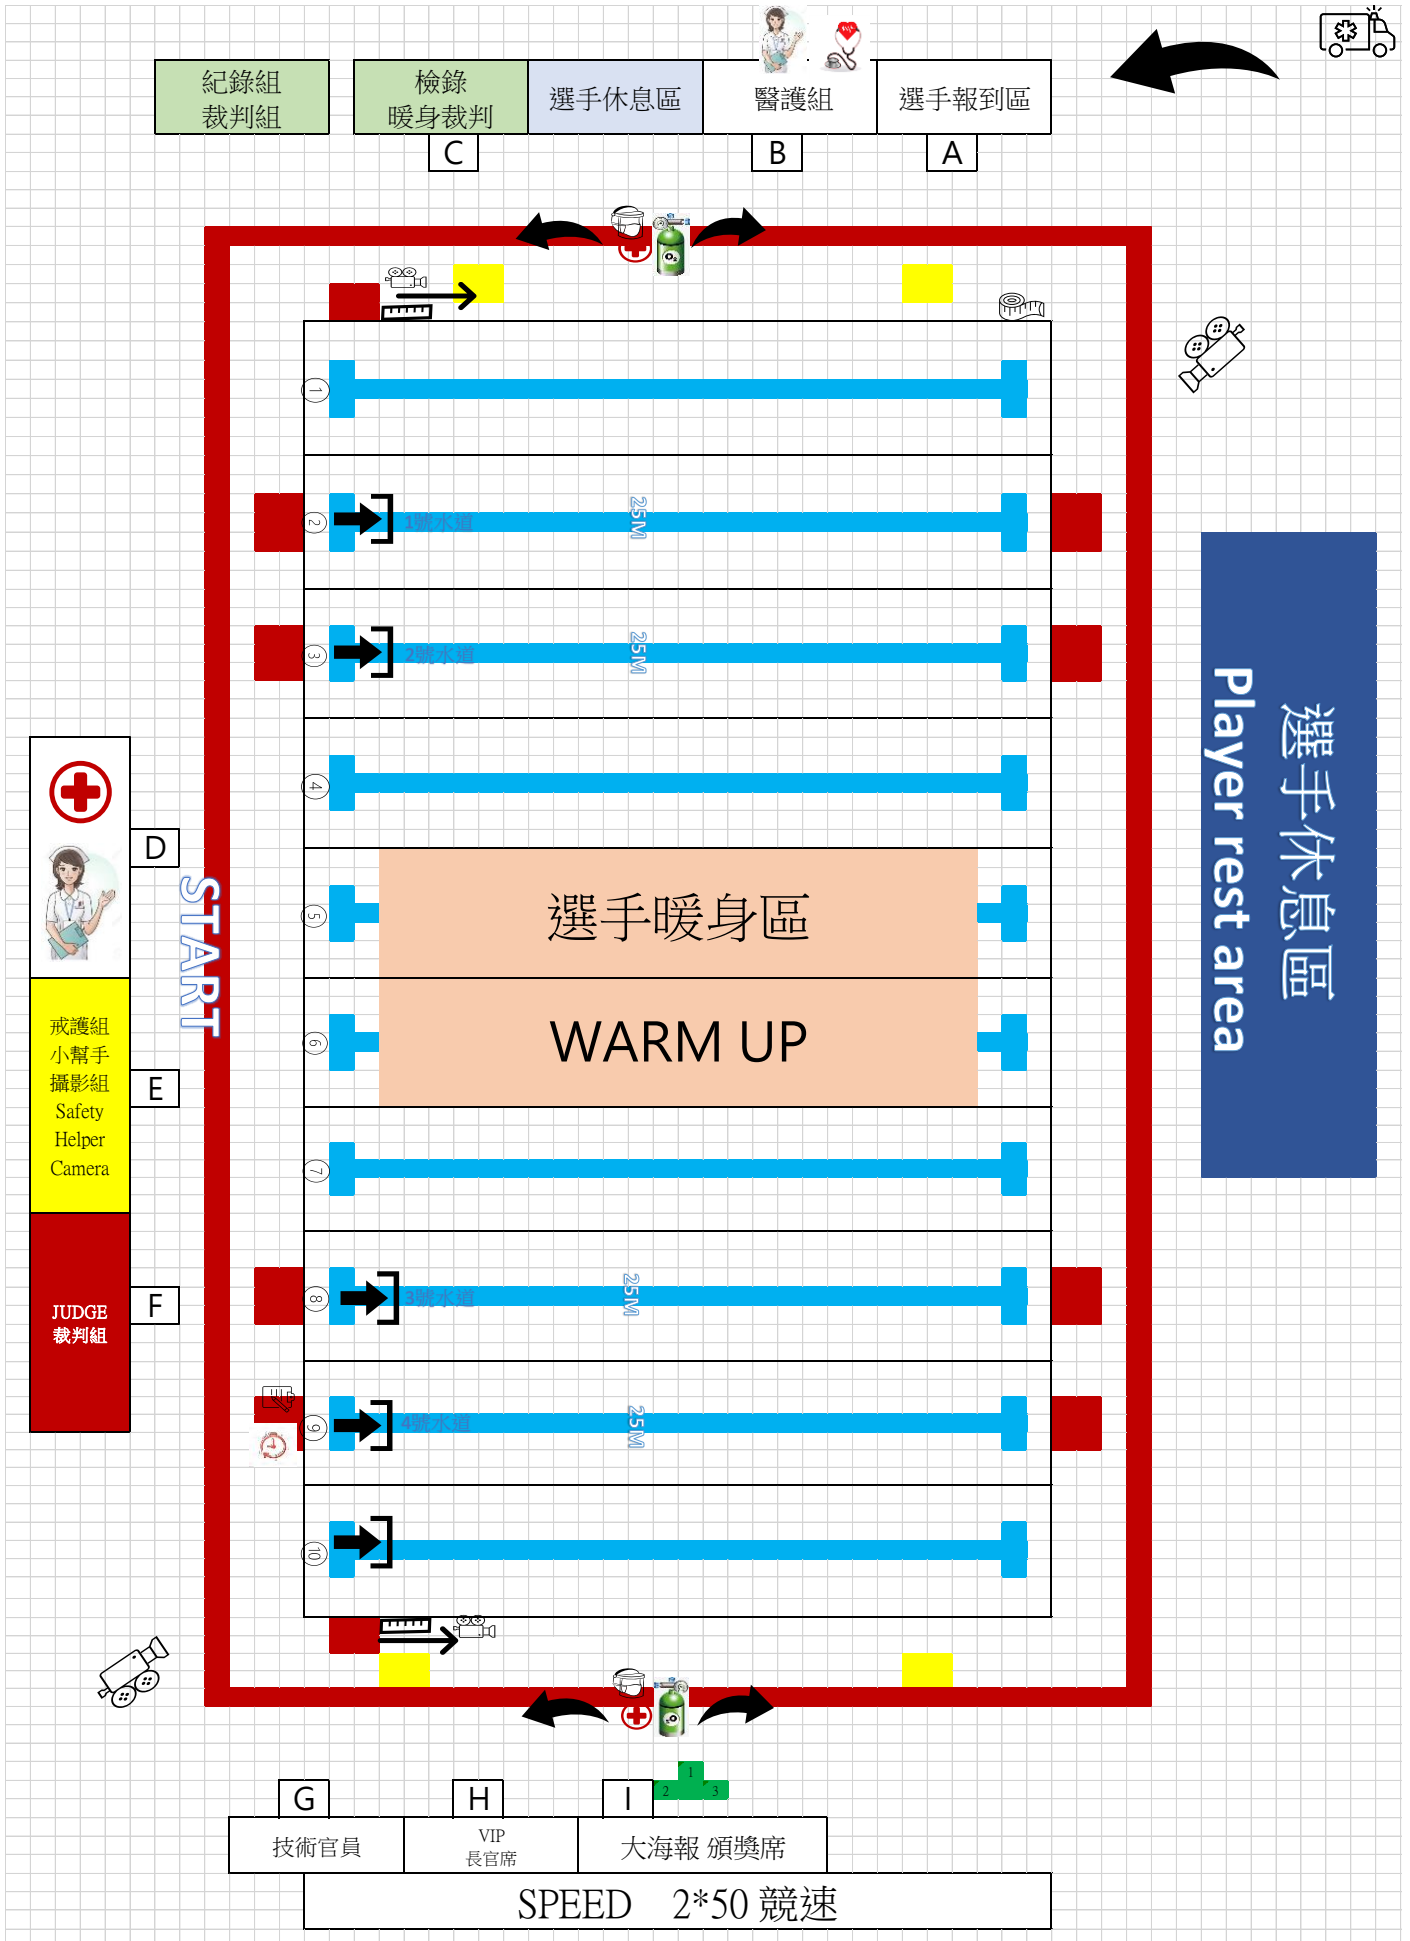 紀錄組
裁判組
檢錄
暖身裁判
選手休息區
醫護組
選手報到區
C
B
A
O₂
1
2
1號水道
25M
3
2號水道
25M
4
選手休息區
Player rest area
D
START
5
選手暖身區
6
WARM UP
戒護組
小幫手
攝影組
Safety
Helper
Camera
E
7
JUDGE
裁判組
F
8
3號水道
25M
9
4號水道
25M
10
1
2
3
G
H
I
技術官員
VIP
長官席
大海報 頒獎席
SPEED 2*50 競速